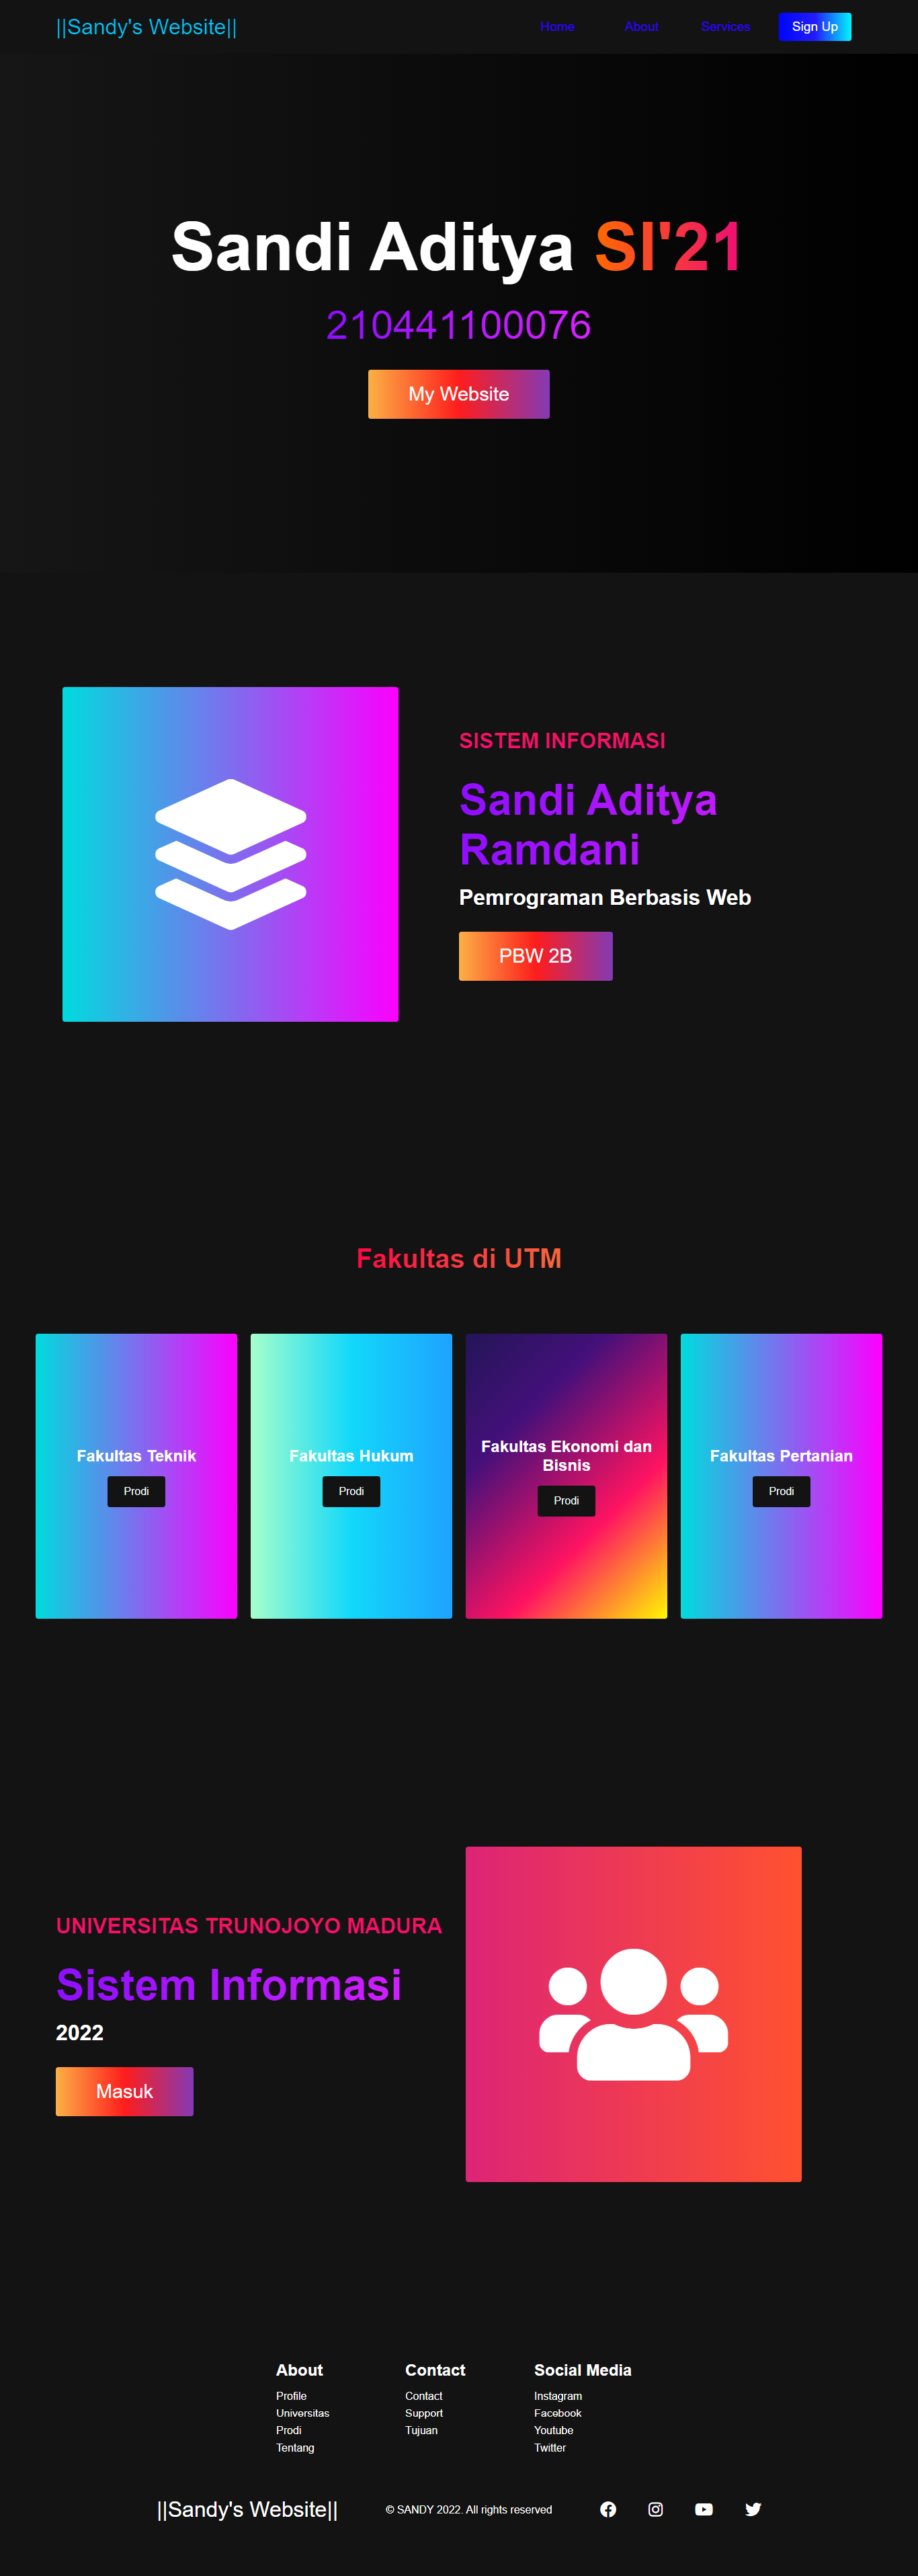 ||Sandy's Website||
Home
About
Services
Sign Up
Sandi Aditya SI'21
210441100076
My Website
SISTEM INFORMASI
Sandi Aditya
Ramdani
Pemrograman Berbasis Web
PBW 2B
Fakultas di UTM
Fakultas Teknik
Prodi
Fakultas Hukum
Prodi
Fakultas Ekonomi dan
Bisnis
Prodi
Fakultas Pertanian
Prodi
UNIVERSITAS TRUNOJOYO MADURA
Sistem Informasi
2022
Masuk
About
Profile
Universitas
Prodi
Tentang
Contact
Contact
Support
Tujuan
Social Media
Instagram
Facebook
Youtube
Twitter
||Sandy's Website||
© SANDY 2022. All rights reserved